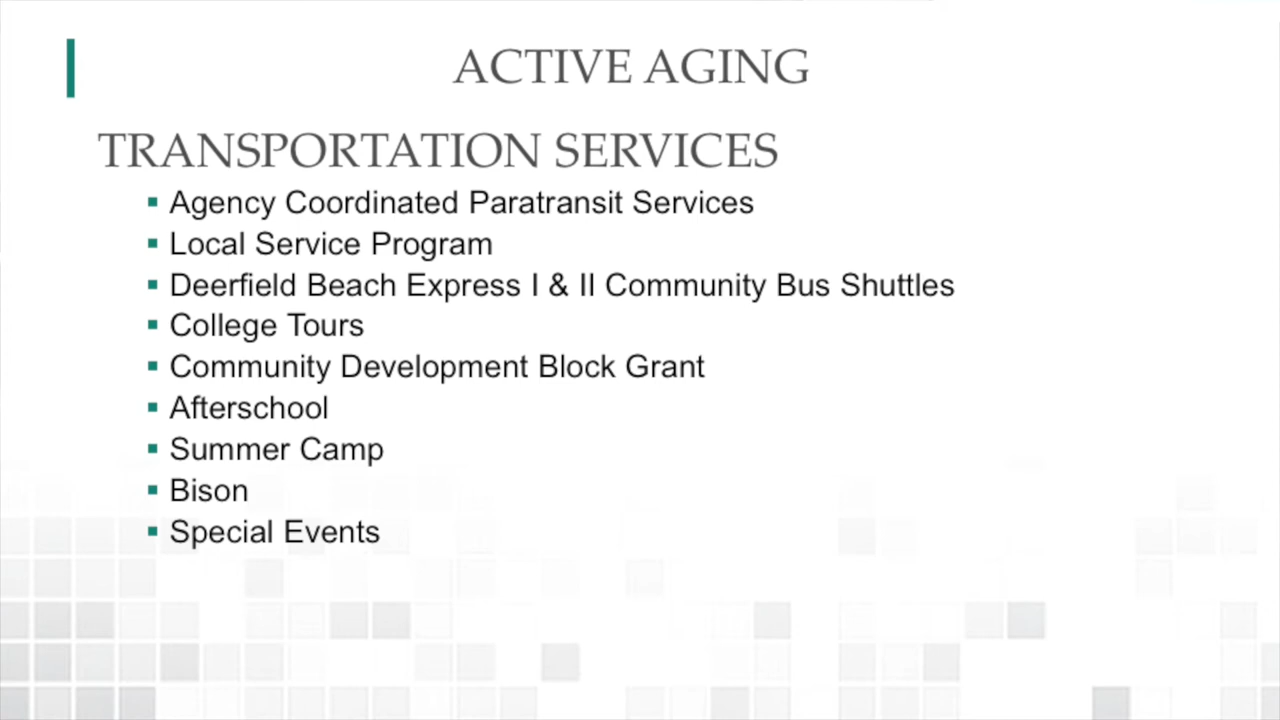 ACTIVE AGING
TRANSPORTATION SERVICES
Agency Coordinated Paratransit Services
Local Service Program
Deerfield Beach Express I & II Community Bus Shuttles
College Tours
Community Development Block Grant
Afterschool
Summer Camp
Bison
Special Events